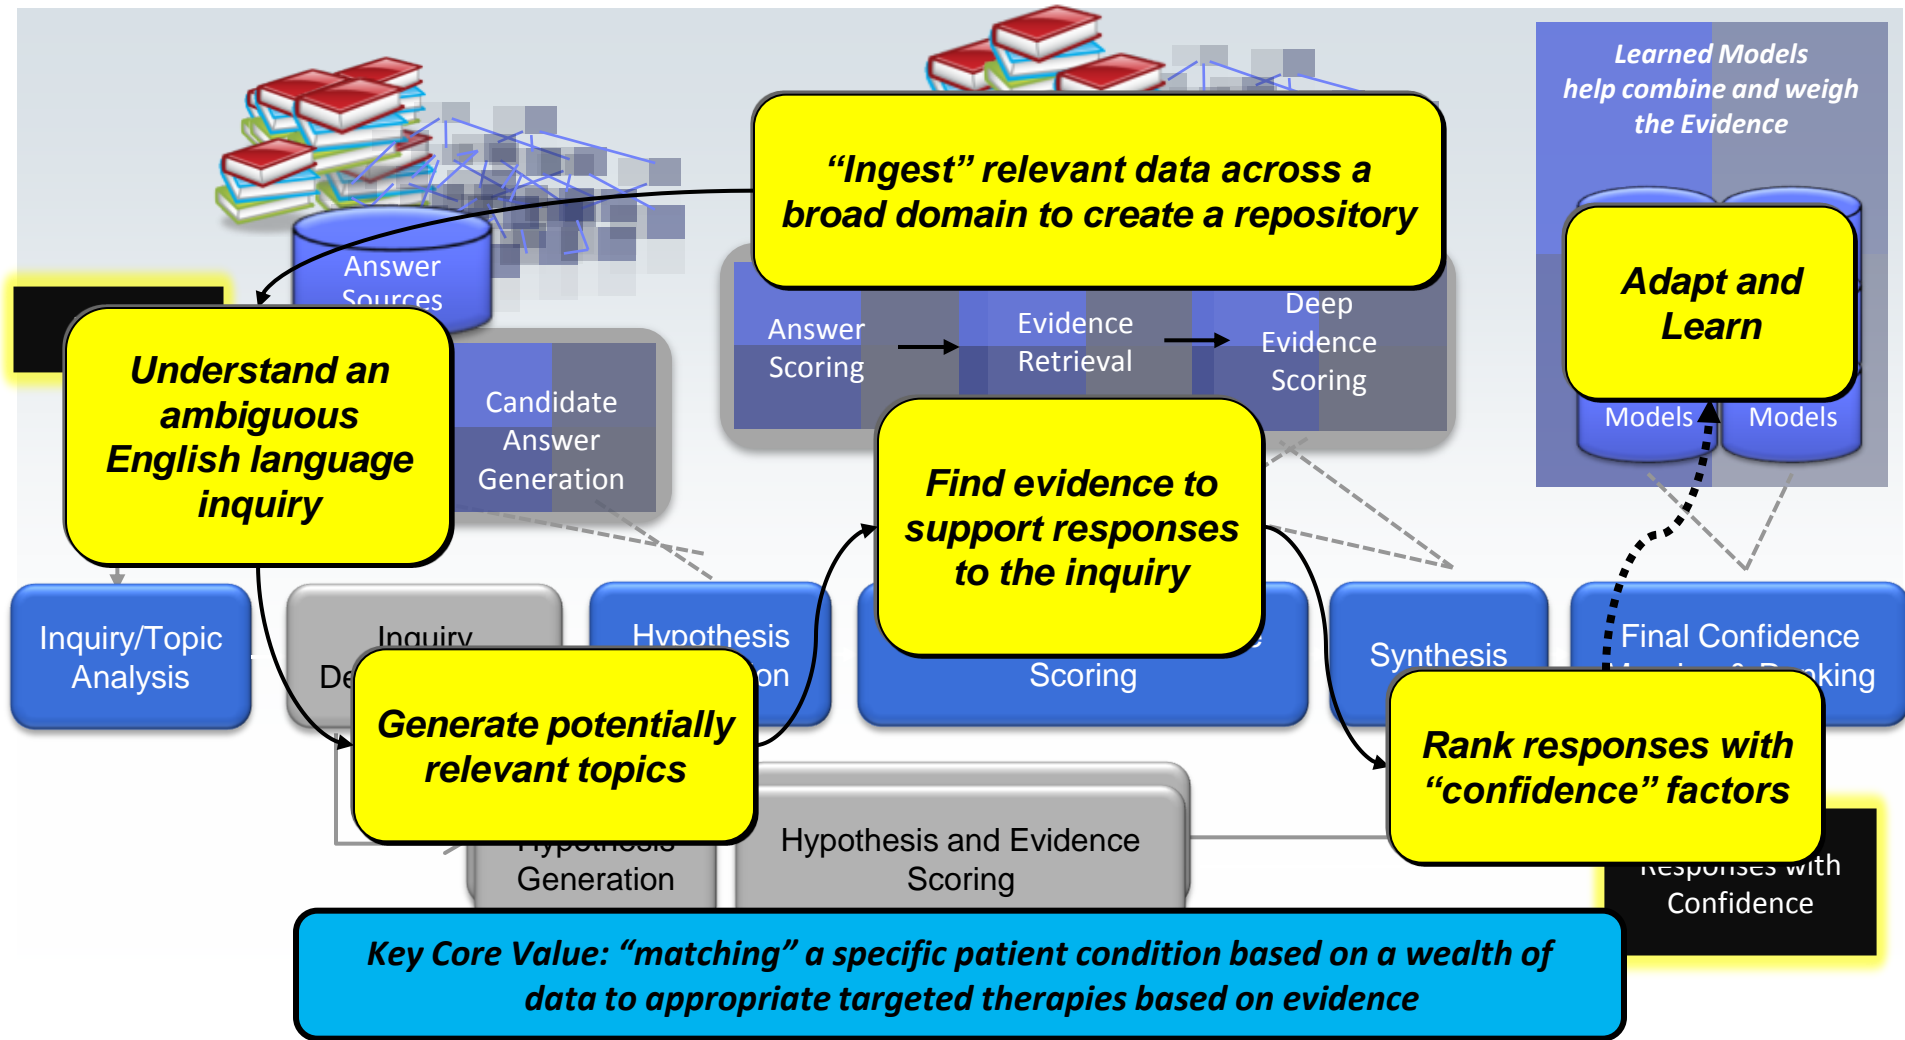 Learned Models
help combine and weigh
the Evidence
“Ingest” relevant data across a
broad domain to create a repository
Answer
Sources
Adapt and
Learn
Models
Models
Understand an
ambiguous
English language
inquiry
Candidate
Answer
Generation
Answer
Scoring
Evidence
Retrieval
Deep
Evidence
Scoring
Find evidence to
support responses
to the inquiry
Inquiry/Topic
Analysis
Inquiry
Hypothesis
Scoring
Synthesis
Final Confidence
Generate potentially
relevant topics
Rank responses with
“confidence” factors
Hypothesis
Generation
Hypothesis and Evidence
Scoring
Responses with
Confidence
Key Core Value: “matching” a specific patient condition based on a wealth of
data to appropriate targeted therapies based on evidence